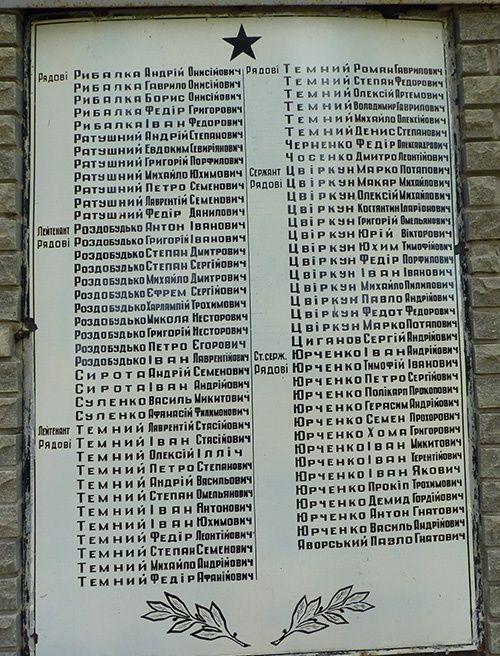 Рядові Рибалка Андрій Онисійович
Рибалка Гаврило Онисійович
Рибалка Борис Онисійович
Рибалка Федір Григорович
Рибалка Іван Федорович
Ратушний Андрій Степанович
Ратушний Евдоким Севиріянович
Ратушний Григорій Порфилович
Ратушний Михайло Юхимович
Ратушний Петро Семенович
Ратушний Лаврентій Семенович
Ратушний Федір Данилович
Лейтенант Роздобудько Антон Іванович
Рядові Роздобудько Григорій Іванович
Роздобудько Степан Дмитрович
Роздобудько Степан Сергійович
Роздобудько Михайло Дмитрович
Роздобудько Єфрем Сергійович
Роздобудько Харлампій Трохимович
Роздобудько Микола Несторович
Роздобудько Григорій Несторович
Роздобудько Петро Єгорович
Роздобудько Іван Лаврентійович
Сирота Андрій Семенович
Сирота Іван Андрійович
Суленко Василь Микитович
Суленко Афанасій Филимонович
Лейтенант Темний Лаврентій Стасійович
Рядові Темний Іван Стасійович
Темний Олексій Ілліч
Темний Петро Степанович
Темний Андрій Васильович
Темний Степан Омельянович
Темний Іван Антонович
Темний Іван Юхимович
Темний Федір Леонтійович
Темний Степан Семенович
Темний Михайло Андрійович
Темний Федір Афанійович
Рядові Темний Роман Гаврилович
Темний Степан Федорович
Темний Олексій Артемович
Темний Володимир Гаврилович
Темний Михайло Олексійович
Темний Денис Степанович
Черненко Федір Олександрович
Чосенко Дмитро Леонтійович
Сержант Цвіркун Марко Потапович
Рядові Цвіркун Макар Михайлович
Цвіркун Олексій Михайлович
Цвіркун Костянтин Іларіонович
Цвіркун Григорій Омельянович
Цвіркун Юрій Вікторович
Цвіркун Юхим Тимофійович
Цвіркун Федір Порфилович
Цвіркун Іван Іванович
Цвіркун Михайло Пилипович
Цвіркун Павло Андрійович
Цвіркун Федот Федорович
Цвіркун Марко Потапович
Циганов Сергій Андрійович
Ст.серж. Юрченко Іван Андрійович
Рядові Юрченко Тимофій Іванович
Юрченко Петро Сергійович
Юрченко Полікарп Прокопович
Юрченко Герасим Андрійович
Юрченко Семен Прохорович
Юрченко Хома Григорович
Юрченко Іван Микитович
Юрченко Іван Терентійович
Юрченко Іван Якович
Юрченко Прокіп Трохимович
Юрченко Демид Гордійович
Юрченко Антон Гнатович
Юрченко Василь Андрійович
Аворський Павло Гнатович